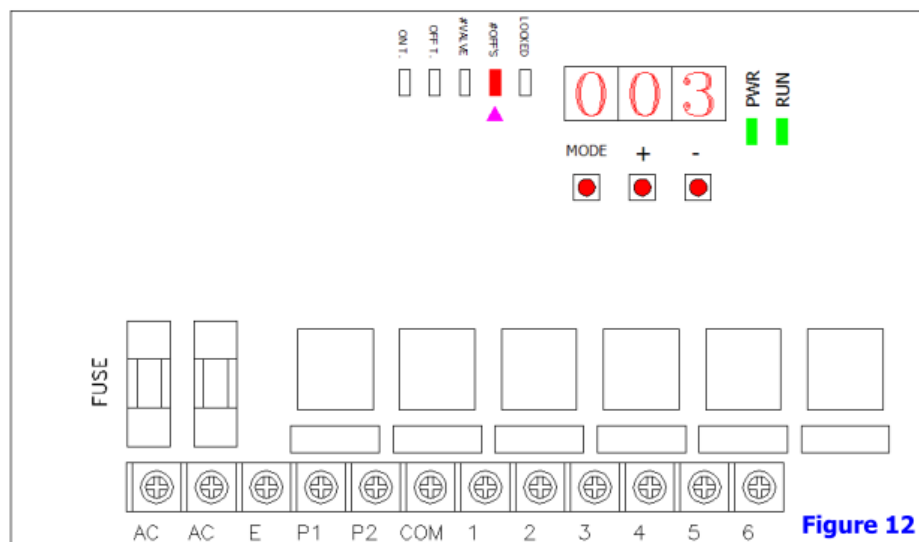 ON T. OFF T. #VALVE #OFF'S LOCKED
003
PWR RUN
MODE + -
FUSE
AC AC E P1 P2 COM 1 2 3 4 5 6
Figure 12